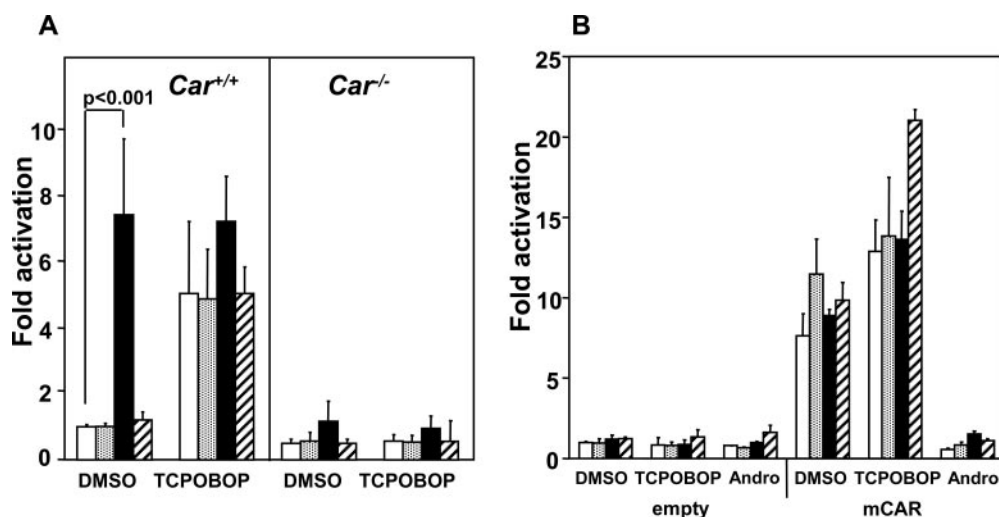 A
Car+/+
Car-/-
p<0.001
10
8
6
4
2
0
Fold activation
DMSO TCPOBOP DMSO TCPOBOP
B
25
20
15
10
5
0
Fold activation
DMSO TCPOBOP Andro DMSO TCPOBOP Andro
empty mCAR